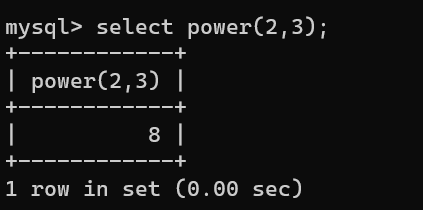 mysql> select power(2,3);
+------------+
| power(2,3) |
+------------+
|          8 |
+------------+
1 row in set (0.00 sec)